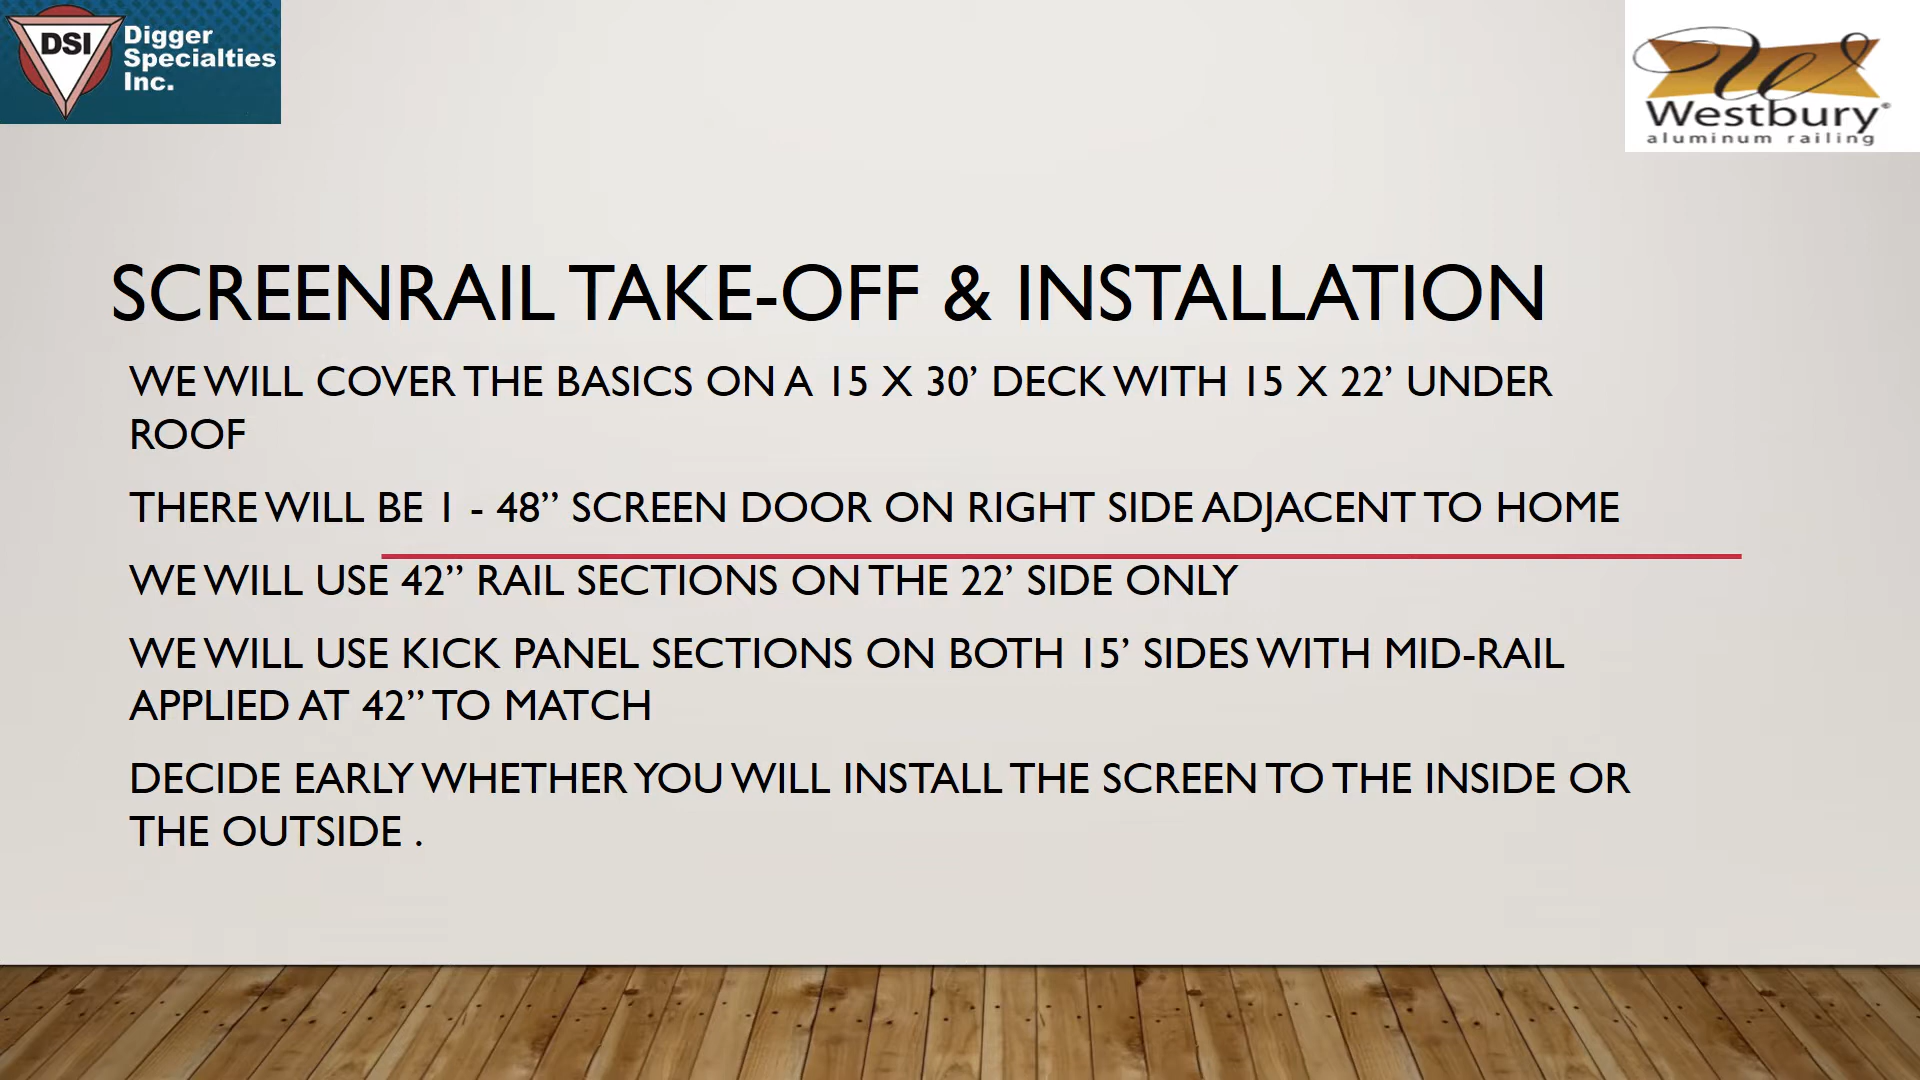 DSI
Digger
Specialties
Inc.
W
Westbury®
aluminum railing
SCREENRAIL TAKE-OFF & INSTALLATION
WE WILL COVER THE BASICS ON A 15 X 30’ DECK WITH 15 X 22’ UNDER
ROOF
THERE WILL BE 1 - 48” SCREEN DOOR ON RIGHT SIDE ADJACENT TO HOME
WE WILL USE 42” RAIL SECTIONS ON THE 22’ SIDE ONLY
WE WILL USE KICK PANEL SECTIONS ON BOTH 15’ SIDES WITH MID-RAIL
APPLIED AT 42” TO MATCH
DECIDE EARLY WHETHER YOU WILL INSTALL THE SCREEN TO THE INSIDE OR
THE OUTSIDE .